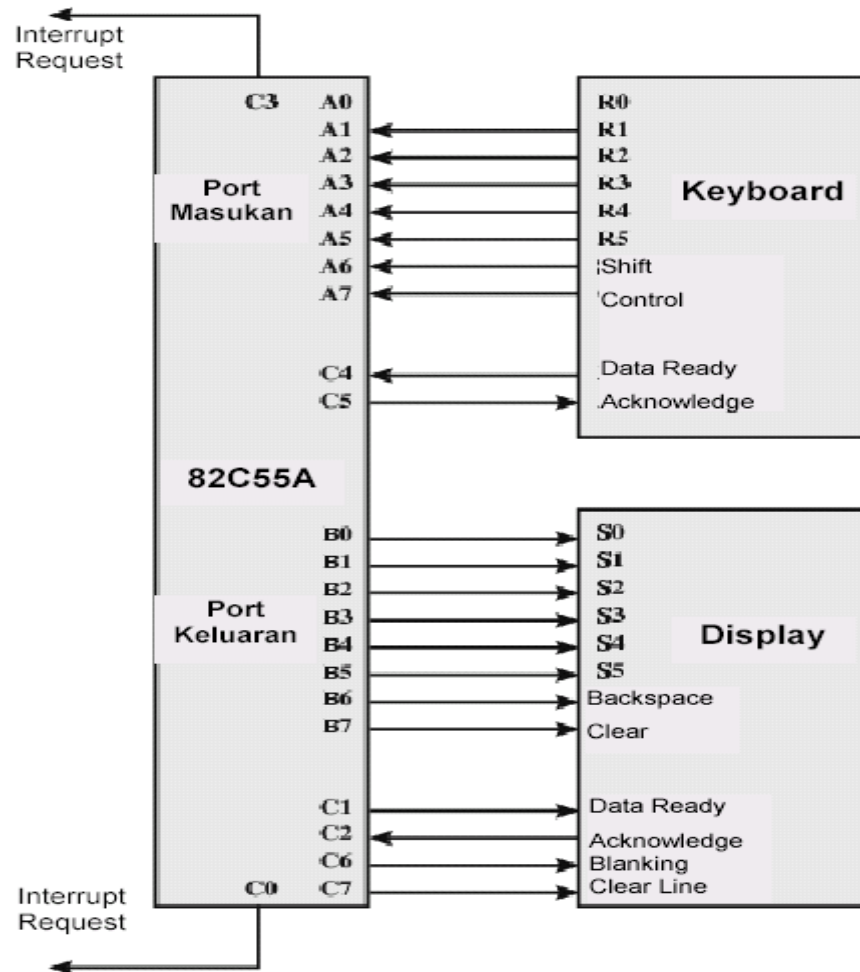 Interrupt
Request
C3
A0
A1
A2
A3
A4
A5
A6
A7
Port
Masukan
C4
C5
82C55A
B0
B1
B2
B3
B4
B5
B6
B7
Port
Keluaran
C1
C2
C6
C7
C0
Interrupt
Request
R0
R1
R2
R3
R4
R5
Shift
Control
Keyboard
Data Ready
Acknowledge
S0
S1
S2
S3
S4
S5
Backspace
Clear
Display
Data Ready
Acknowledge
Blanking
Clear Line